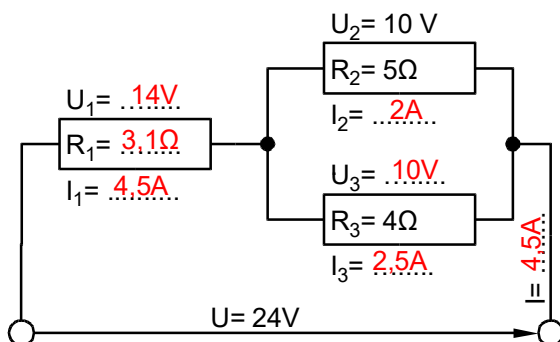 U₂= 10 V
R₂= 5Ω
I₂= 2A
U₁= 14V
R₁= 3,1Ω
I₁= 4,5A
U₃= 10V
R₃= 4Ω
I₃= 2,5A
I= 4,5A
U= 24V